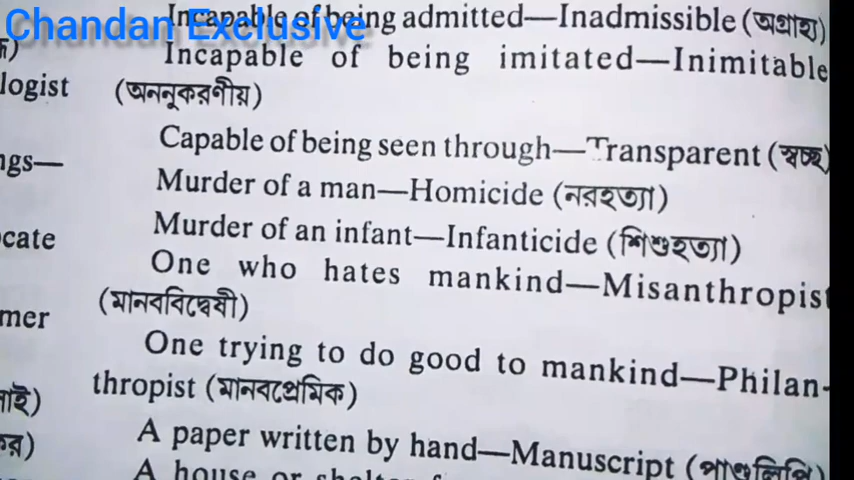 Chandan Exclusive
Incapable of being admitted—Inadmissible (অগ্রাহ্য)
Incapable of being imitated—Inimitable
logist
(অননুকরণীয়)
Capable of being seen through—Transparent (স্বচ্ছ)
ngs—
Murder of a man—Homicide (নরহত্যা)
Murder of an infant—Infanticide (শিশুহত্যা)
cate
One who hates mankind—Misanthropist
(মানববিদ্বেষী)
mer
One trying to do good to mankind—Philan-
thropist (মানবপ্রেমিক)
A paper written by hand—Manuscript (পাণ্ডুলিপি)
A house or shelter